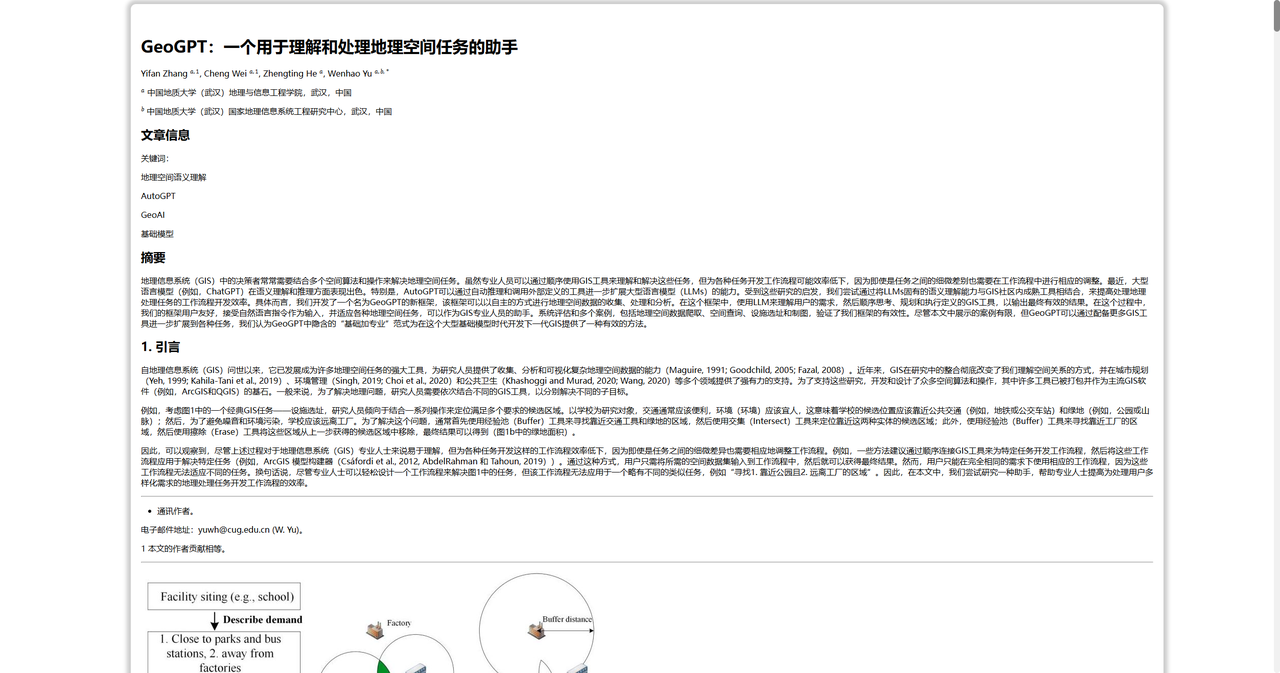 GeoGPT：一个用于理解和处理地理空间任务的助手
Yifan Zhang a,1, Cheng Wei a,1, Zhengting He a, Wenhao Yu a,b,*
a 中国地质大学（武汉）地理与信息工程学院，武汉，中国
b 中国地质大学（武汉）国家地理信息系统工程研究中心，武汉，中国
文章信息
关键词：
地理空间语义理解
AutoGPT
GeoAI
基础模型
摘要
地理信息系统（GIS）中的决策者常常需要结合多个空间算法和操作来解决地理空间任务。虽然专业人员可以通过顺序使用GIS工具来理解和解决这些任务，但为各种任务开发工作流程可能效率低下，因为即使是任务之间的细微差别也需要在工作流程中进行相应的调整。最近，大型
语言模型（例如，ChatGPT）在语义理解和推理方面表现出色。特别是，AutoGPT可以通过自动推理和调用外部定义的工具进一步扩展大型语言模型（LLMs）的能力。受到这些研究的启发，我们尝试通过将LLMs固有的语义理解能力与GIS社区内成熟工具相结合，来提高处理地理
处理任务的工作流程开发效率。具体而言，我们开发了一个名为GeoGPT的新框架，该框架可以以自主的方式进行地理空间数据的收集、处理和分析。在这个框架中，使用LLM来理解用户的需求，然后顺序思考、规划和执行定义的GIS工具，以输出最终有效的结果。在这个过程中，
我们的框架用户友好，接受自然语言指令作为输入，并适应各种地理空间任务，可以作为GIS专业人员的助手。系统评估和多个案例，包括地理空间数据爬取、空间查询、设施选址和制图，验证了我们框架的有效性。尽管本文中展示的案例有限，但GeoGPT可以通过配备更多GIS工
具进一步扩展到各种任务，我们认为GeoGPT中隐含的“基础加专业”范式为在这个大型基础模型时代开发下一代GIS提供了一种有效的方法。
1. 引言
自地理信息系统（GIS）问世以来，它已发展成为许多地理空间任务的强大工具，为研究人员提供了收集、分析和可视化复杂地理空间数据的能力（Maguire, 1991; Goodchild, 2005; Fazal, 2008）。近年来，GIS在研究中的整合彻底改变了我们理解空间关系的方式，并在城市规划
（Yeh, 1999; Kahila-Tani et al., 2019）、环境管理（Singh, 2019; Choi et al., 2020）和公共卫生（Khashoggi and Murad, 2020; Wang, 2020）等多个领域提供了强有力的支持。为了支持这些研究，开发和设计了众多空间算法和操作，其中许多工具已被打包并作为主流GIS软
件（例如，ArcGIS和QGIS）的基石。一般来说，为了解决地理问题，研究人员需要依次结合不同的GIS工具，以分别解决不同的子目标。
例如，考虑图1中的一个经典GIS任务——设施选址，研究人员倾向于结合一系列操作来定位满足多个要求的候选区域。以学校为研究对象，交通通常应该便利，环境（环境）应该宜人，这意味着学校的候选位置应该靠近公共交通（例如，地铁或公交车站）和绿地（例如，公园或山
脉）；然后，为了避免噪音和环境污染，学校应该远离工厂。为了解决这个问题，通常首先使用经验池（Buffer）工具来寻找靠近交通工具和绿地的区域，然后使用交集（Intersect）工具来定位靠近这两种实体的候选区域；此外，使用经验池（Buffer）工具来寻找靠近工厂的区
域，然后使用擦除（Erase）工具将这些区域从上一步获得的候选区域中移除，最终结果可以得到（图1b中的绿地面积）。
因此，可以观察到，尽管上述过程对于地理信息系统（GIS）专业人士来说易于理解，但为各种任务开发这样的工作流程效率低下，因为即使是任务之间的细微差异也需要相应地调整工作流程。例如，一些方法建议通过顺序连接GIS工具来为特定任务开发工作流程，然后将这些工作
流程应用于解决特定任务（例如，ArcGIS 模型构建器（Csáfordi et al., 2012, AbdelRahman 和 Tahoun, 2019））。通过这种方式，用户只需将所需的空间数据集输入到工作流程中，然后就可以获得最终结果。然而，用户只能在完全相同的需求下使用相应的工作流程，因为这些
工作流程无法适应不同的任务。换句话说，尽管专业人士可以轻松设计一个工作流程来解决图1中的任务，但该工作流程无法应用于一个略有不同的类似任务，例如“寻找1. 靠近公园且2. 远离工厂的区域”。因此，在本文中，我们尝试研究一种助手，帮助专业人士提高为处理用户多
样化需求的地理处理任务开发工作流程的效率。
• 通讯作者。
电子邮件地址：yuwh@cug.edu.cn (W. Yu)。
1 本文的作者贡献相等。
Facility siting (e.g., school)
Describe demand
1. Close to parks and bus
stations, 2. away from
factories
Factory
Buffer distance